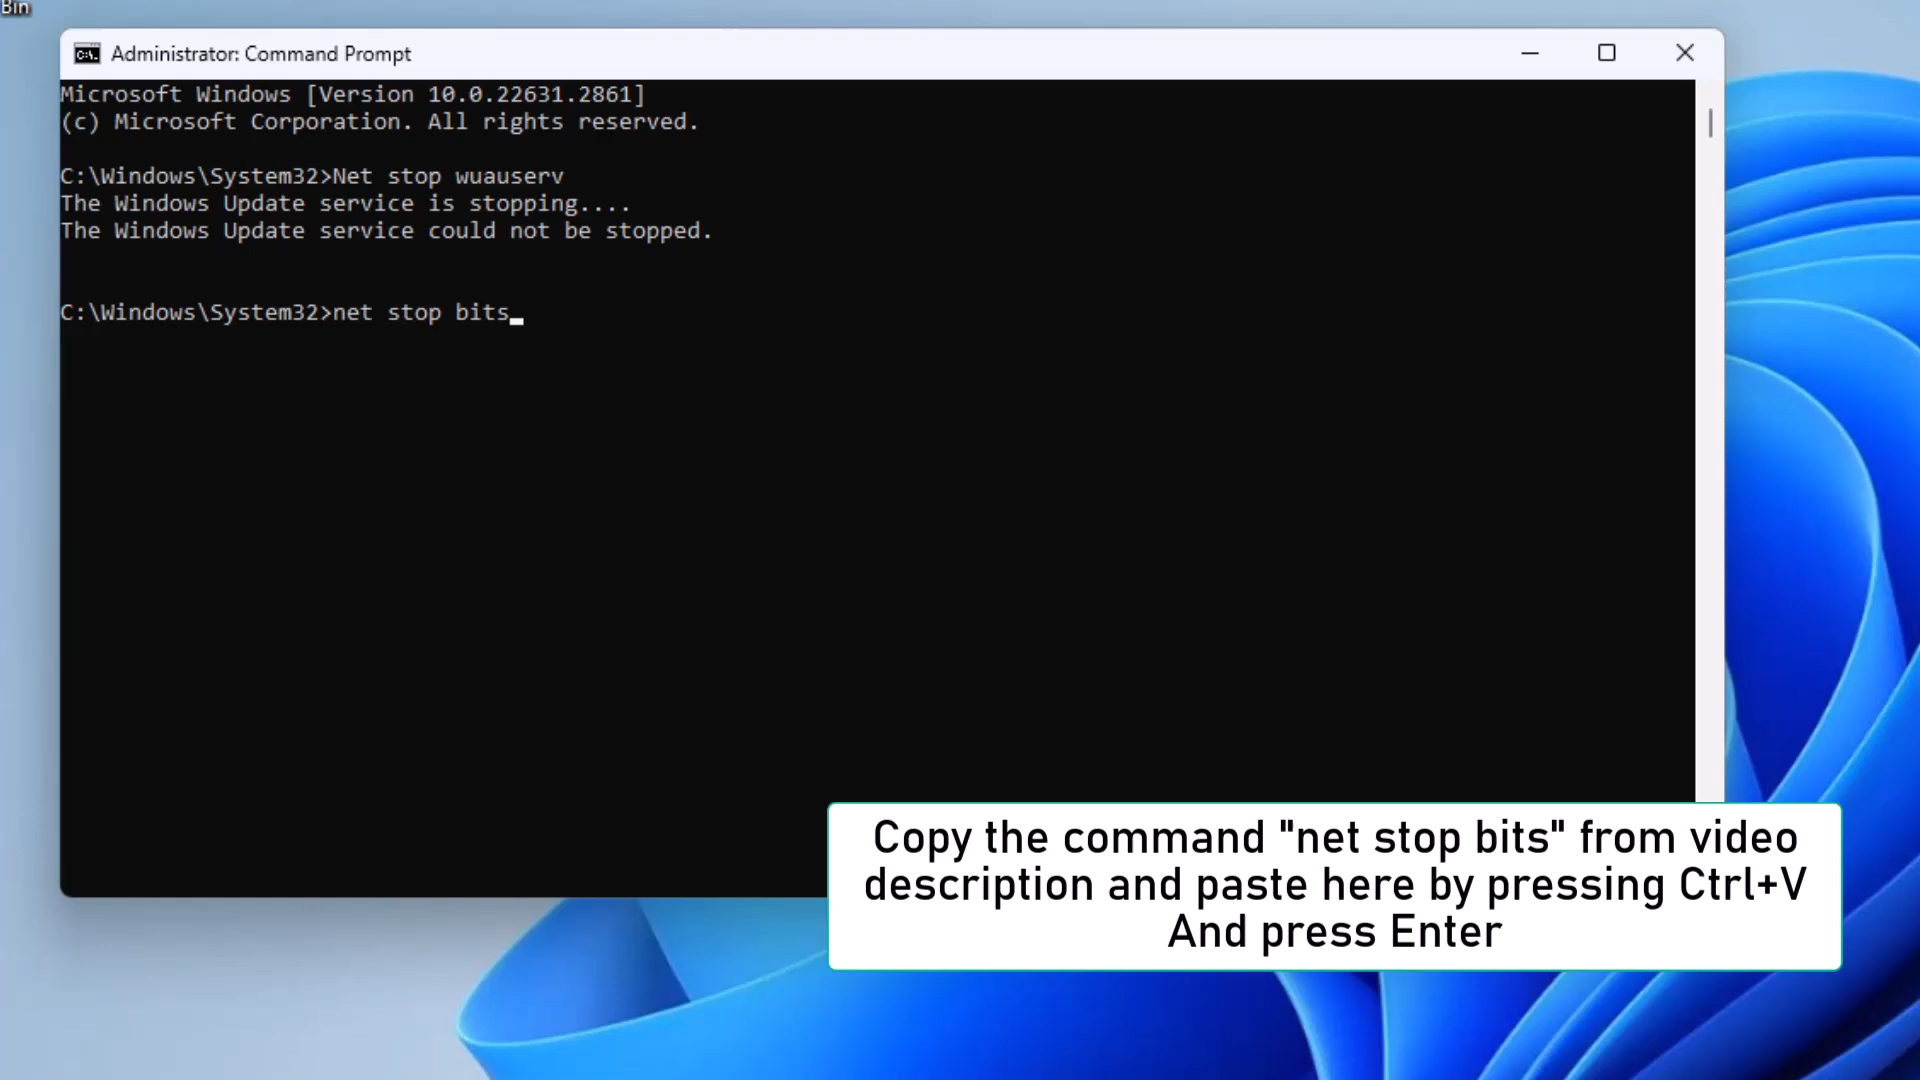 Bin
Administrator: Command Prompt
Microsoft Windows [Version 10.0.22631.2861]
(c) Microsoft Corporation. All rights reserved.
C:\Windows\System32>Net stop wuauserv
The Windows Update service is stopping....
The Windows Update service could not be stopped.
C:\Windows\System32>net stop bits
Copy the command "net stop bits" from video
description and paste here by pressing Ctrl+V
And press Enter